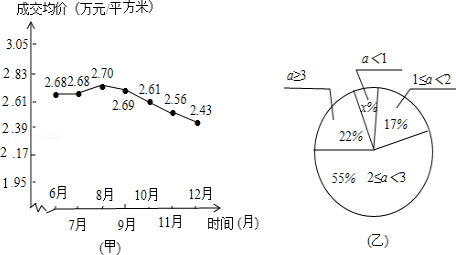 成交均价（万元/平方米）
3.05
2.83
2.61
2.39
2.17
1.95
2.68 2.68 2.70 2.69 2.61 2.56 2.43
6月 8月 10月 12月
7月 9月 11月 时间（月）
(甲)
a<1
a≥3 1≤a<2
x%
22% 17%
55% 2≤a<3
(乙)